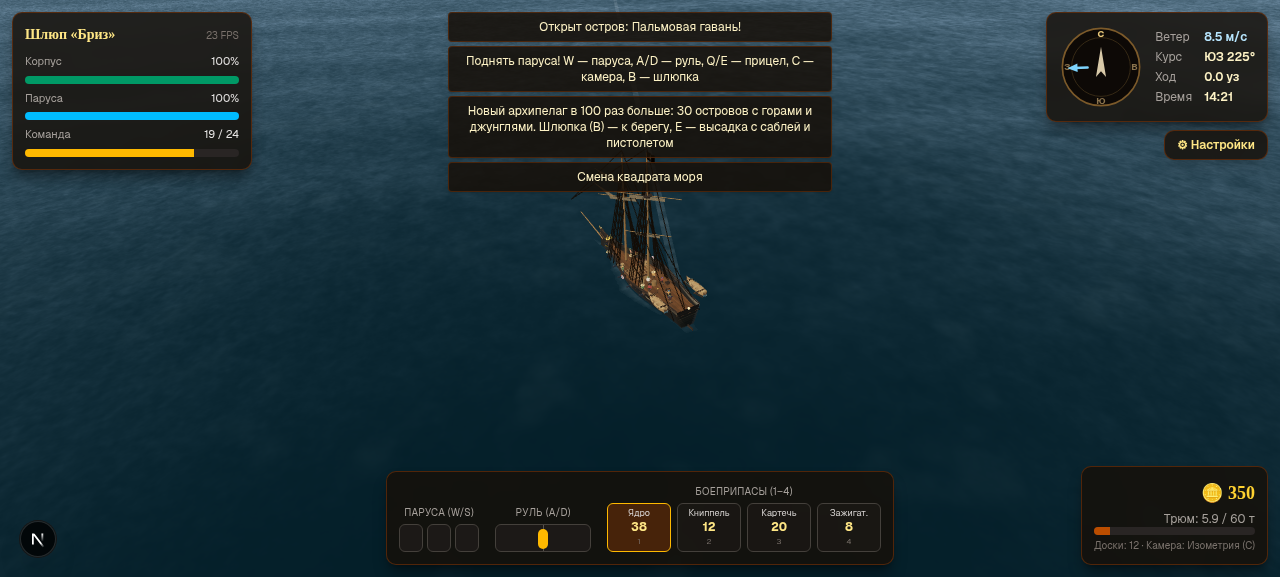 Шлюп «Бриз» 23 FPS
Корпус 100%
Паруса 100%
Команда 19 / 24
Открыт остров: Пальмовая гавань!
Поднять паруса! W — паруса, A/D — руль, Q/E — прицел, C —
камера, B — шлюпка
Новый архипелаг в 100 раз больше: 30 островов с горами и
джунглями. Шлюпка (B) — к берегу, E — высадка с саблей и
пистолетом
Смена квадрата моря
С
З В
Ю
Ветер 8.5 м/с
Курс ЮЗ 225°
Ход 0.0 уз
Время 14:21
⚙ Настройки
ПАРУСА (W/S)
РУЛЬ (A/D)
БОЕПРИПАСЫ (1–4)
Ядро
38
1
Книппель
12
2
Картечь
20
3
Зажигат.
8
4
350
Трюм: 5.9 / 60 т
Доски: 12 · Камера: Изометрия (C)
N